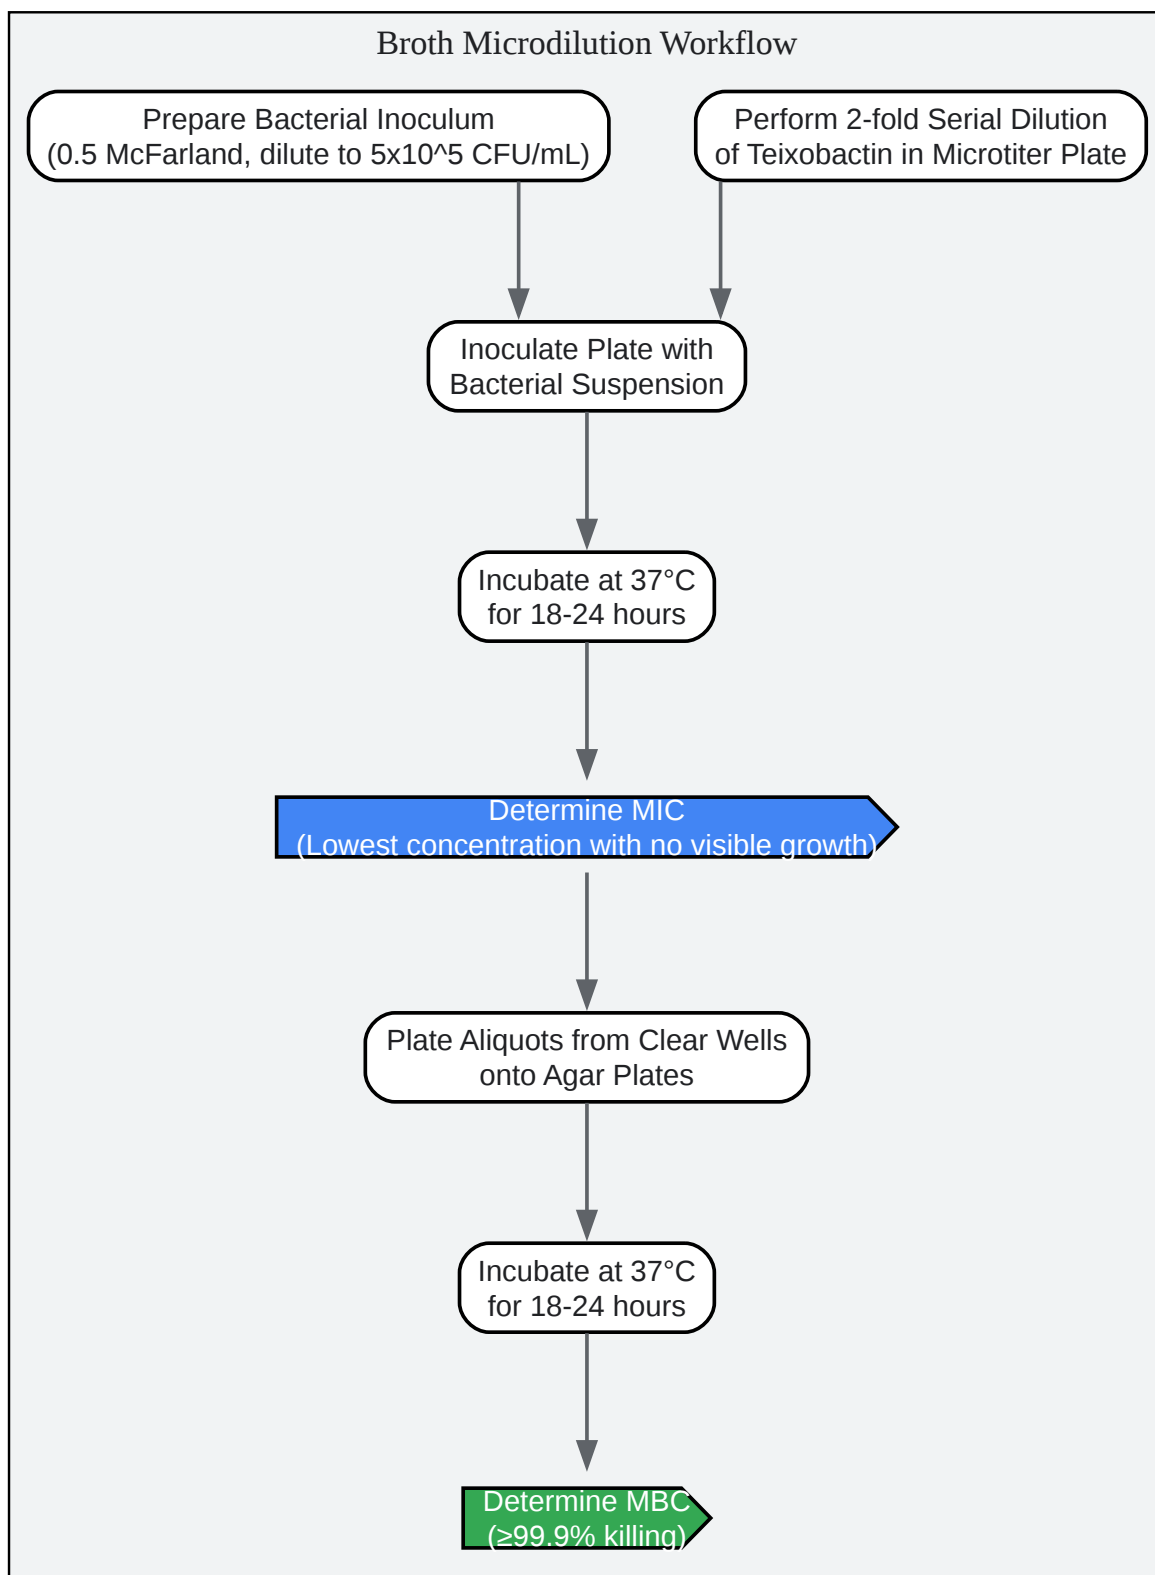 Broth Microdilution Workflow
Prepare Bacterial Inoculum
(0.5 McFarland, dilute to 5x10^5 CFU/mL)
Perform 2-fold Serial Dilution
of Teixobactin in Microtiter Plate
Inoculate Plate with
Bacterial Suspension
Incubate at 37°C
for 18-24 hours
Determine MIC
(Lowest concentration with no visible growth)
Plate Aliquots from Clear Wells
onto Agar Plates
Incubate at 37°C
for 18-24 hours
Determine MBC
(≥99.9% killing)